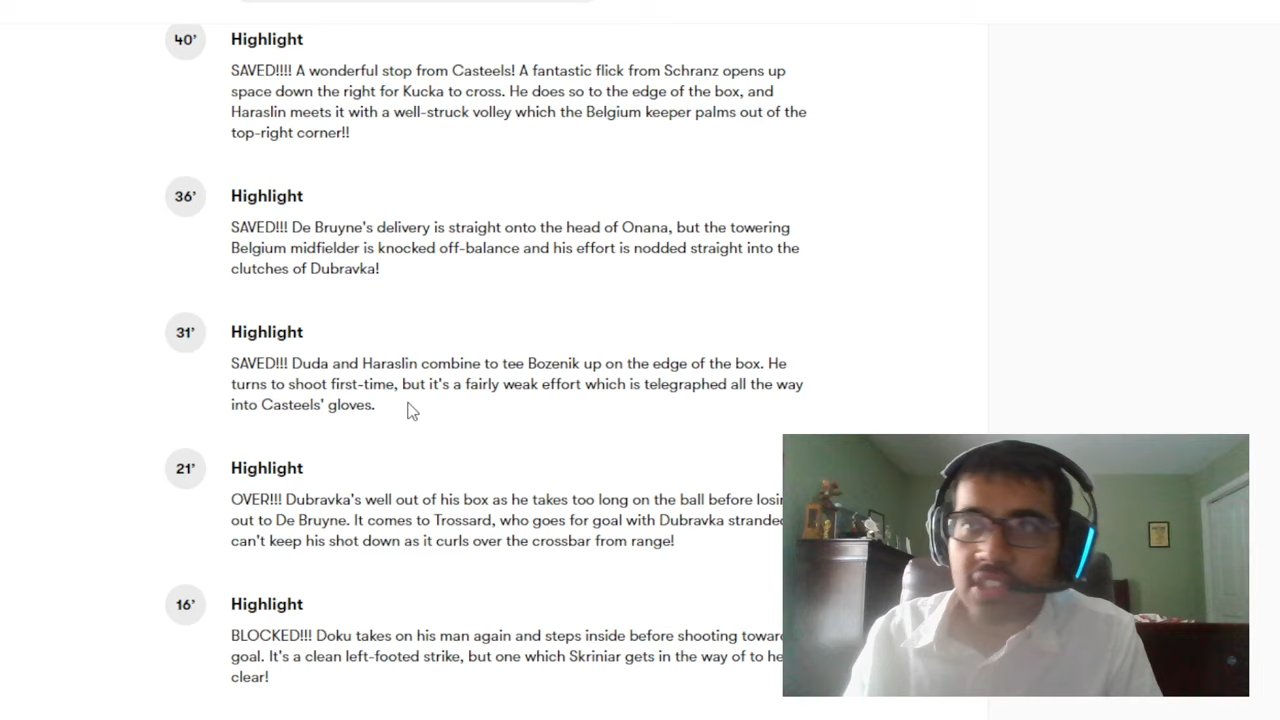 40’
Highlight
SAVED!!!! A wonderful stop from Casteels! A fantastic flick from Schranz opens up
space down the right for Kucka to cross. He does so to the edge of the box, and
Haraslin meets it with a well-struck volley which the Belgium keeper palms out of the
top-right corner!!
36’
Highlight
SAVED!!! De Bruyne's delivery is straight onto the head of Onana, but the towering
Belgium midfielder is knocked off-balance and his effort is nodded straight into the
clutches of Dubravka!
31’
Highlight
SAVED!!! Duda and Haraslin combine to tee Bozenik up on the edge of the box. He
turns to shoot first-time, but it's a fairly weak effort which is telegraphed all the way
into Casteels' gloves.
21’
Highlight
OVER!!! Dubravka's well out of his box as he takes too long on the ball before
out to De Bruyne. It comes to Trossard, who goes for goal with Dubravka
can't keep his shot down as it curls over the crossbar from range!
16’
Highlight
BLOCKED!!! Doku takes on his man again and steps inside before shooting
goal. It's a clean left-footed strike, but one which Skriniar gets in the way of to
clear!